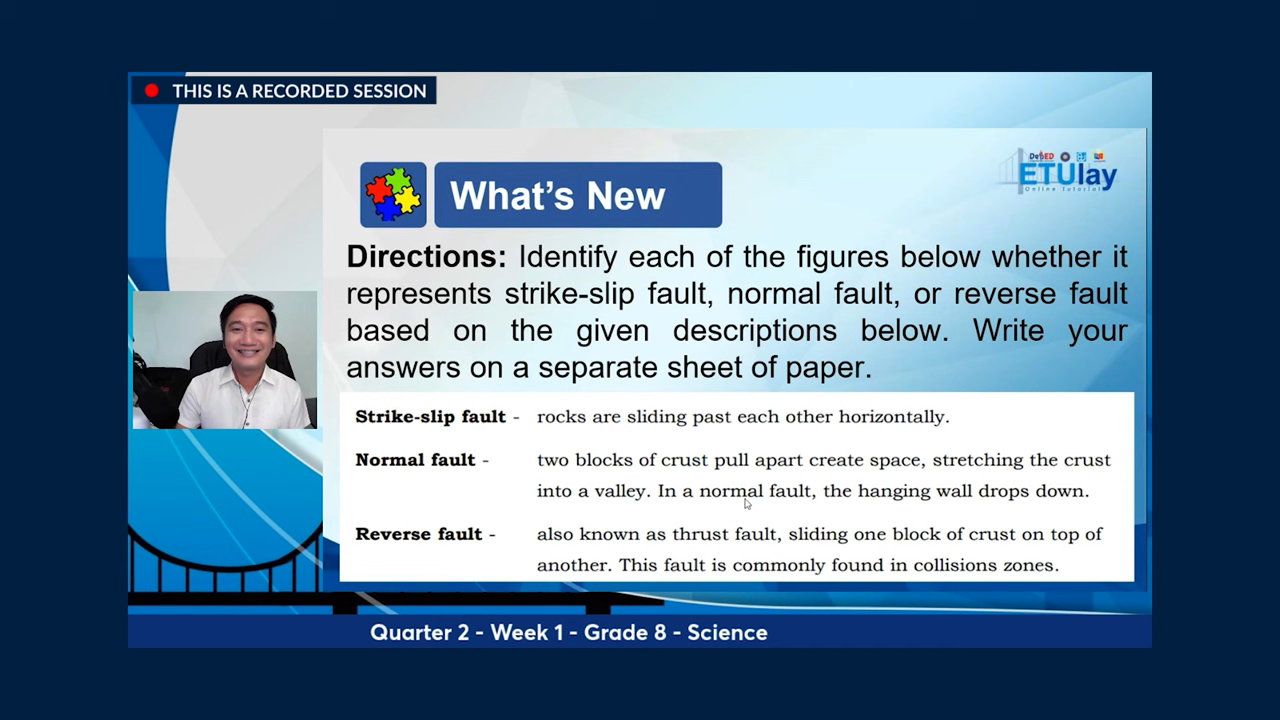 THIS IS A RECORDED SESSION
DepED
ETUlay
Online Tutorial
What's New
Directions: Identify each of the figures below whether it
represents strike-slip fault, normal fault, or reverse fault
based on the given descriptions below. Write your
answers on a separate sheet of paper.
Strike-slip fault - rocks are sliding past each other horizontally.
Normal fault - two blocks of crust pull apart create space, stretching the crust
into a valley. In a normal fault, the hanging wall drops down.
Reverse fault - also known as thrust fault, sliding one block of crust on top of
another. This fault is commonly found in collisions zones.
Quarter 2 - Week 1 - Grade 8 - Science